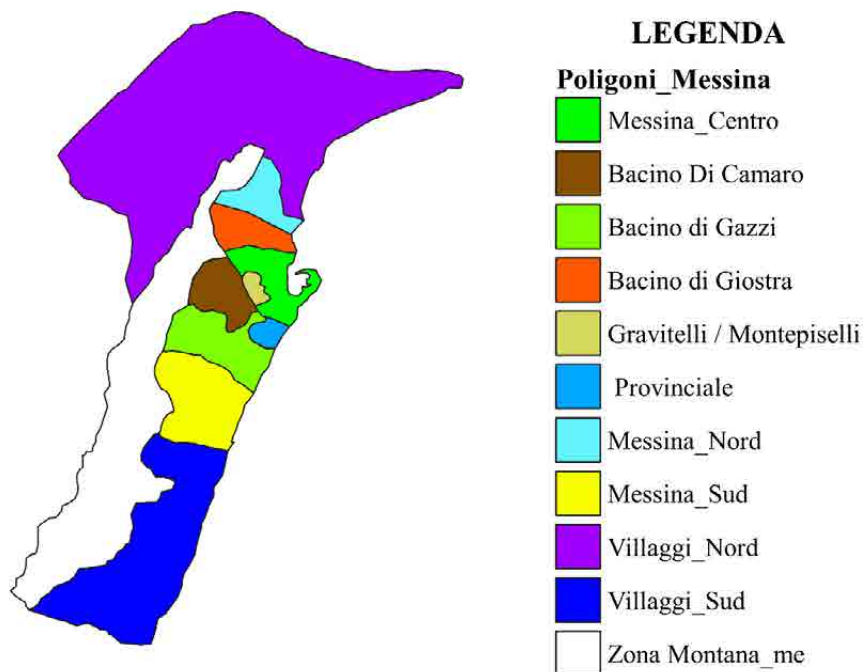 LEGENDA
Poligoni_Messina
Messina_Centro
Bacino Di Camaro
Bacino di Gazzi
Bacino di Giostra
Gravitelli / Montepiselli
Provinciale
Messina_Nord
Messina_Sud
Villaggi_Nord
Villaggi_Sud
Zona Montana_me